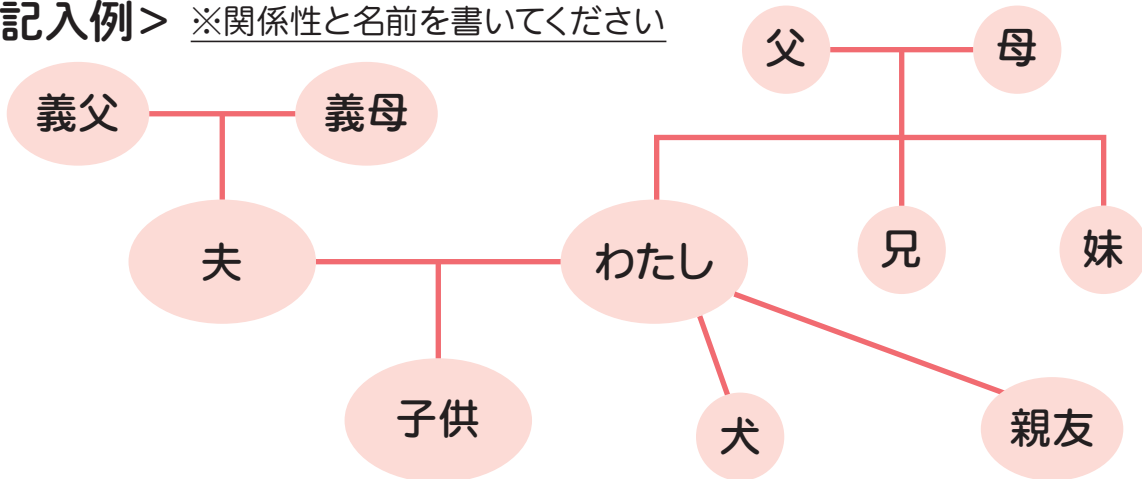 記入例> ※関係性と名前を書いてください
父 母
義父 義母
夫 わたし 兄 妹
子供 犬 親友